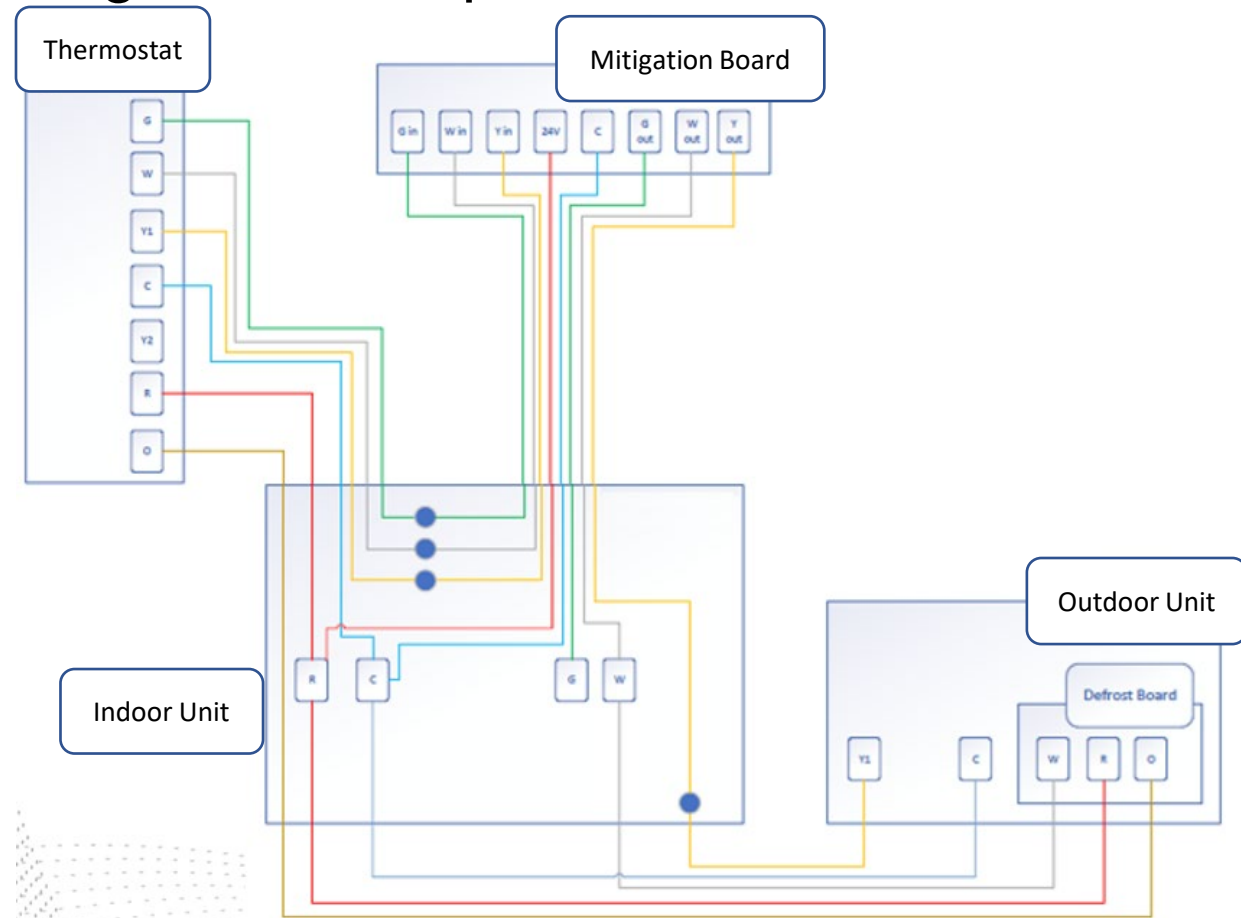 Thermostat
Mitigation Board
G
W
Y1
C
Y2
R
O
G in
W in
Y in
24V
C
G
out
W
out
Y
out
Indoor Unit
R
C
G
W
Outdoor Unit
Defrost Board
Y1
C
W
R
O